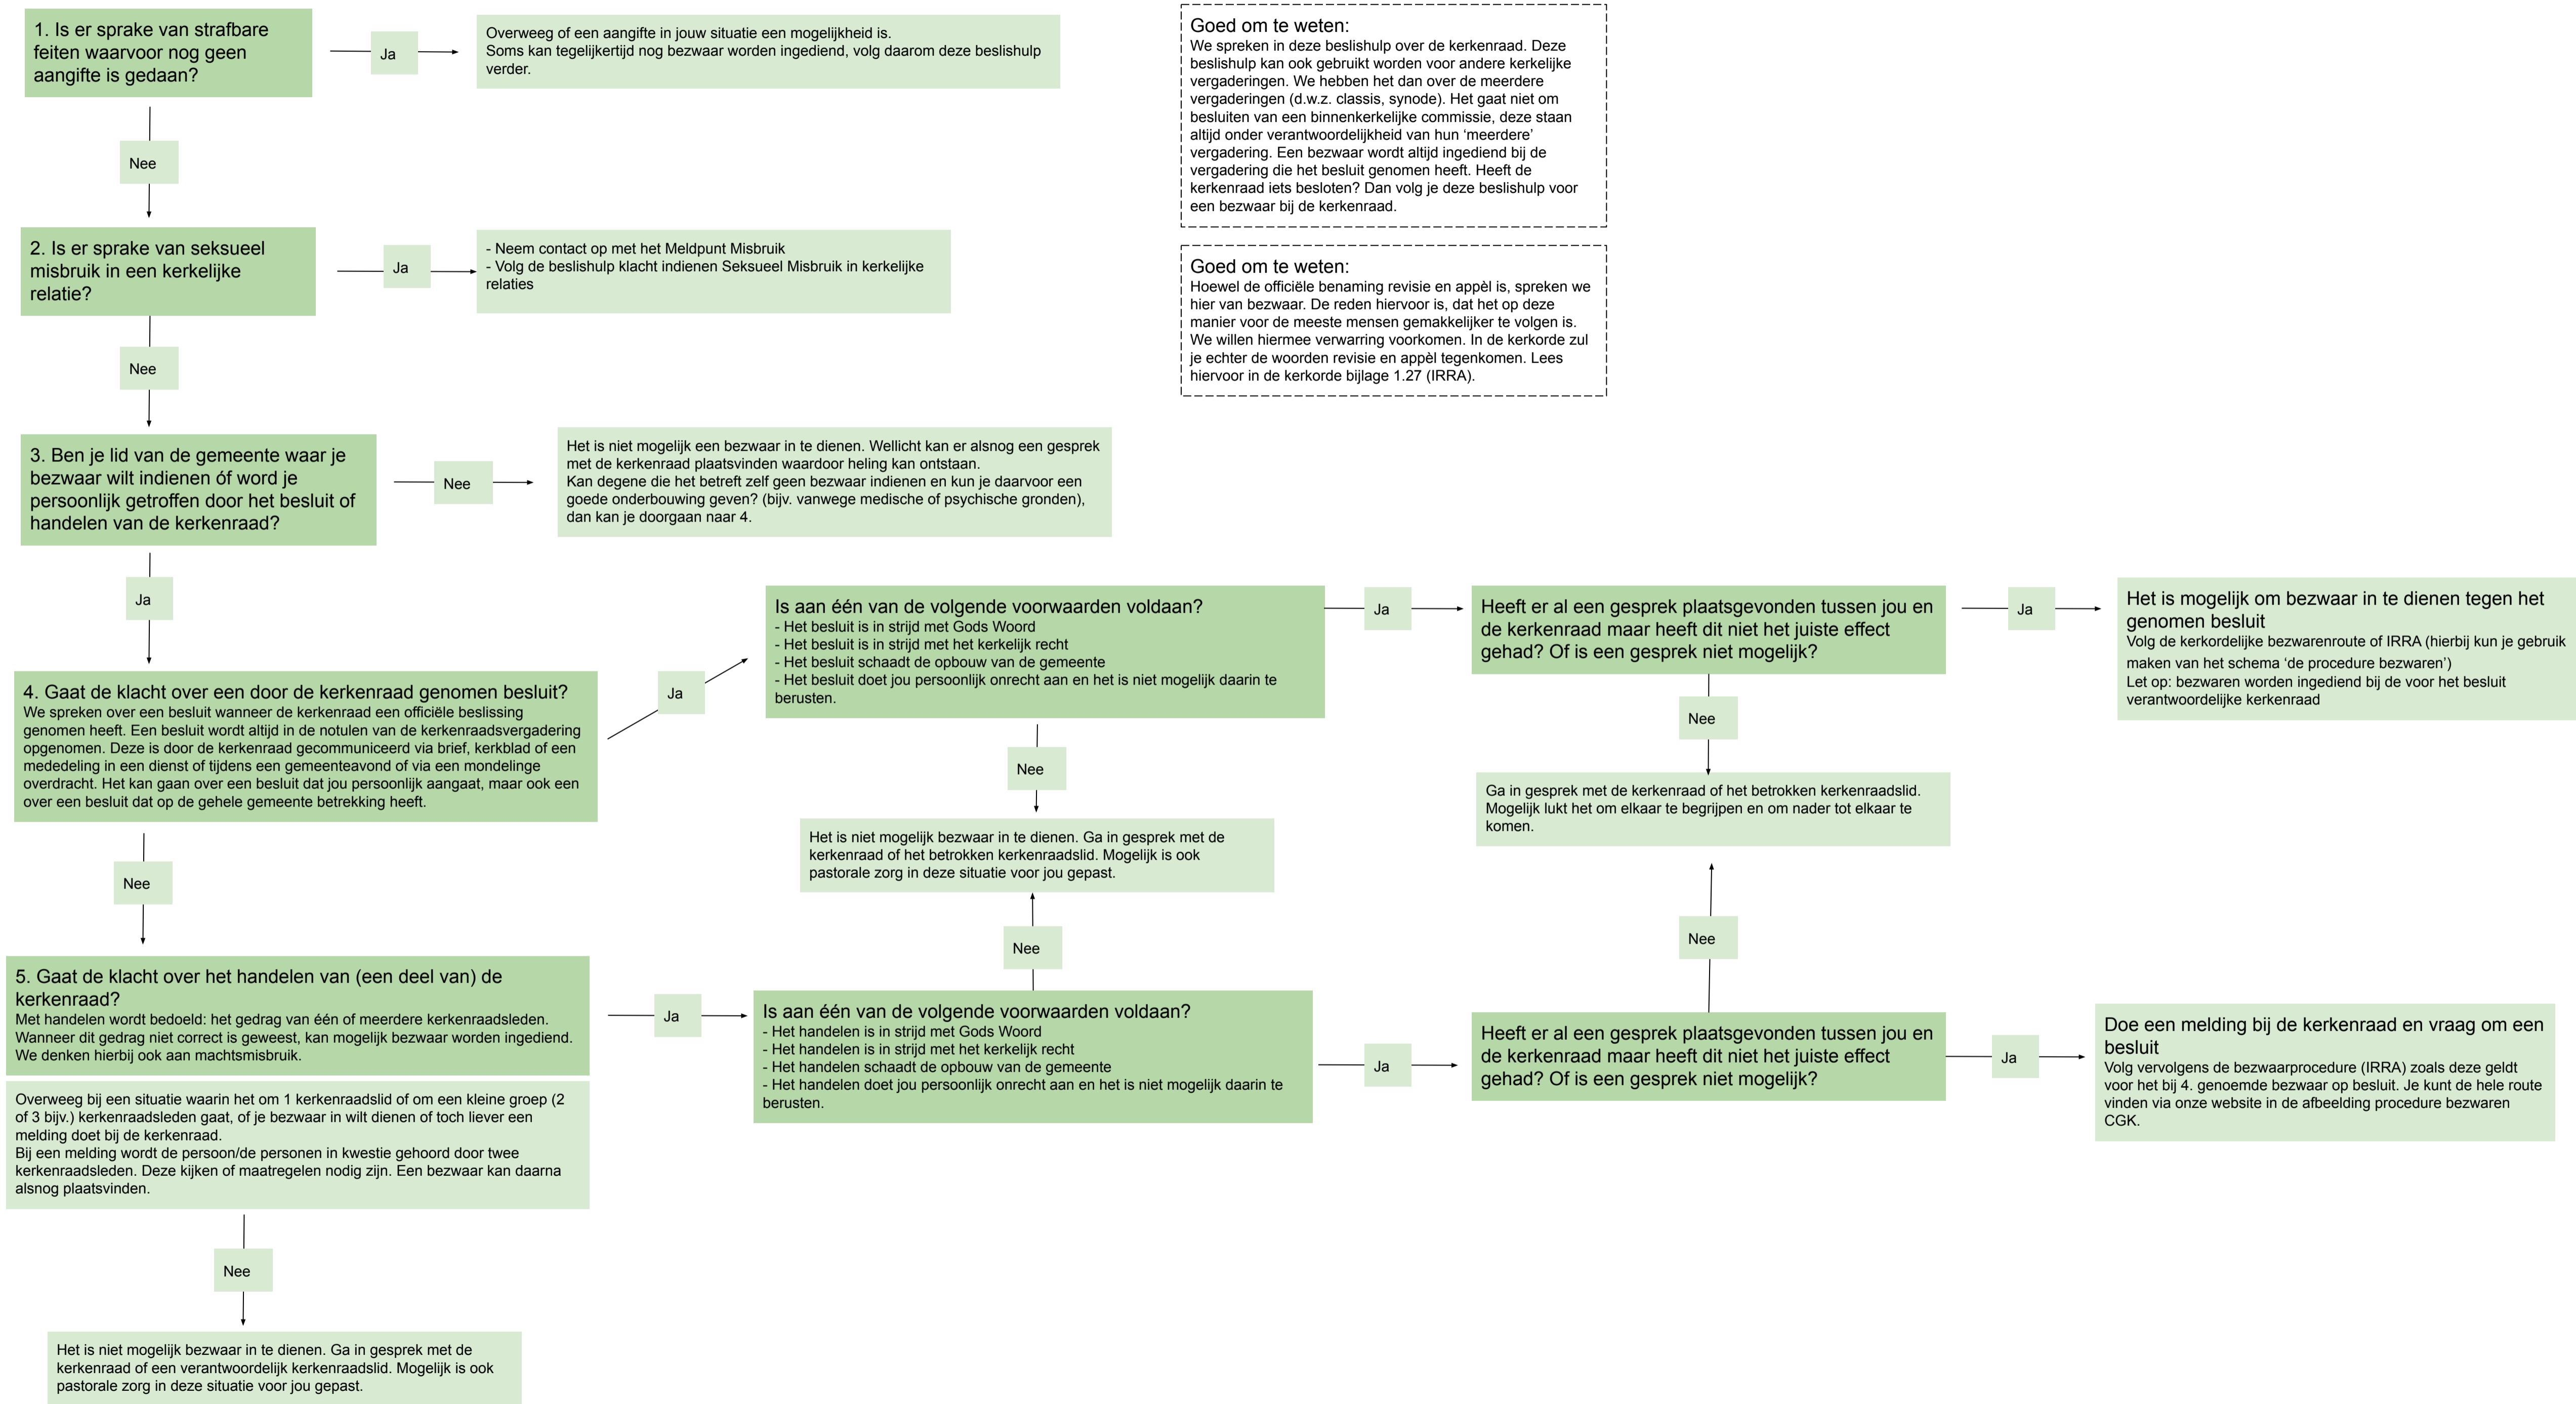 1. Is er sprake van strafbare
feiten waarvoor nog geen
aangifte is gedaan?
Ja
Overweeg of een aangifte in jouw situatie een mogelijkheid is.
Soms kan tegelijkertijd nog bezwaar worden ingediend, volg daarom deze beslishulp
verder.
Goed om te weten:
We spreken in deze beslishulp over de kerkenraad. Deze
beslishulp kan ook gebruikt worden voor andere kerkelijke
vergaderingen. We hebben het dan over de meerdere
vergaderingen (d.w.z. classis, synode). Het gaat niet om
besluiten van een binnenkerkelijke commissie, deze staan
altijd onder verantwoordelijkheid van hun ‘meerdere’
vergadering. Een bezwaar wordt altijd ingediend bij de
vergadering die het besluit genomen heeft. Heeft de
kerkenraad iets besloten? Dan volg je deze beslishulp voor
een bezwaar bij de kerkenraad.
Nee
2. Is er sprake van seksueel
misbruik in een kerkelijke
relatie?
Ja
- Neem contact op met het Meldpunt Misbruik
- Volg de beslishulp klacht indienen Seksueel Misbruik in kerkelijke
relaties
Goed om te weten:
Hoewel de officiële benaming revisie en appèl is, spreken we
hier van bezwaar. De reden hiervoor is, dat het op deze
manier voor de meeste mensen gemakkelijker te volgen is.
We willen hiermee verwarring voorkomen. In de kerkorde zul
je echter de woorden revisie en appèl tegenkomen. Lees
hiervoor in de kerkorde bijlage 1.27 (IRRA).
Nee
3. Ben je lid van de gemeente waar je
bezwaar wilt indienen óf word je
persoonlijk getroffen door het besluit of
handelen van de kerkenraad?
Nee
Het is niet mogelijk een bezwaar in te dienen. Wellicht kan er alsnog een gesprek
met de kerkenraad plaatsvinden waardoor heling kan ontstaan.
Kan degene die het betreft zelf geen bezwaar indienen en kun je daarvoor een
goede onderbouwing geven? (bijv. vanwege medische of psychische gronden),
dan kan je doorgaan naar 4.
Ja
4. Gaat de klacht over een door de kerkenraad genomen besluit?
We spreken over een besluit wanneer de kerkenraad een officiële beslissing
genomen heeft. Een besluit wordt altijd in de notulen van de kerkenraadsvergadering
opgenomen. Deze is door de kerkenraad gecommuniceerd via brief, kerkblad of een
mededeling in een dienst of tijdens een gemeenteavond of via een mondelinge
overdracht. Het kan gaan over een besluit dat jou persoonlijk aangaat, maar ook een
over een besluit dat op de gehele gemeente betrekking heeft.
Ja
Is aan één van de volgende voorwaarden voldaan?
- Het besluit is in strijd met Gods Woord
- Het besluit is in strijd met het kerkelijk recht
- Het besluit schaadt de opbouw van de gemeente
- Het besluit doet jou persoonlijk onrecht aan en het is niet mogelijk daarin te
berusten.
Ja
Heeft er al een gesprek plaatsgevonden tussen jou en
de kerkenraad maar heeft dit niet het juiste effect
gehad? Of is een gesprek niet mogelijk?
Ja
Het is mogelijk om bezwaar in te dienen tegen het
genomen besluit
Volg de kerkordelijke bezwarenroute of IRRA (hierbij kun je gebruik
maken van het schema ‘de procedure bezwaren’)
Let op: bezwaren worden ingediend bij de voor het besluit
verantwoordelijke kerkenraad
Nee
Het is niet mogelijk bezwaar in te dienen. Ga in gesprek met de
kerkenraad of het betrokken kerkenraadslid. Mogelijk is ook
pastorale zorg in deze situatie voor jou gepast.
Nee
Ga in gesprek met de kerkenraad of het betrokken kerkenraadslid.
Mogelijk lukt het om elkaar te begrijpen en om nader tot elkaar te
komen.
Nee
5. Gaat de klacht over het handelen van (een deel van) de
kerkenraad?
Met handelen wordt bedoeld: het gedrag van één of meerdere kerkenraadsleden.
Wanneer dit gedrag niet correct is geweest, kan mogelijk bezwaar worden ingediend.
We denken hierbij ook aan machtsmisbruik.
Overweeg bij een situatie waarin het om 1 kerkenraadslid of om een kleine groep (2
of 3 bijv.) kerkenraadsleden gaat, of je bezwaar in wilt dienen of toch liever een
melding doet bij de kerkenraad.
Bij een melding wordt de persoon/de personen in kwestie gehoord door twee
kerkenraadsleden. Deze kijken of maatregelen nodig zijn. Een bezwaar kan daarna
alsnog plaatsvinden.
Ja
Nee
Is aan één van de volgende voorwaarden voldaan?
- Het handelen is in strijd met Gods Woord
- Het handelen is in strijd met het kerkelijk recht
- Het handelen schaadt de opbouw van de gemeente
- Het handelen doet jou persoonlijk onrecht aan en het is niet mogelijk daarin te
berusten.
Ja
Nee
Heeft er al een gesprek plaatsgevonden tussen jou en
de kerkenraad maar heeft dit niet het juiste effect
gehad? Of is een gesprek niet mogelijk?
Ja
Doe een melding bij de kerkenraad en vraag om een
besluit
Volg vervolgens de bezwaarprocedure (IRRA) zoals deze geldt
voor het bij 4. genoemde bezwaar op besluit. Je kunt de hele route
vinden via onze website in de afbeelding procedure bezwaren
CGK.
Nee
Het is niet mogelijk bezwaar in te dienen. Ga in gesprek met de
kerkenraad of een verantwoordelijk kerkenraadslid. Mogelijk is ook
pastorale zorg in deze situatie voor jou gepast.